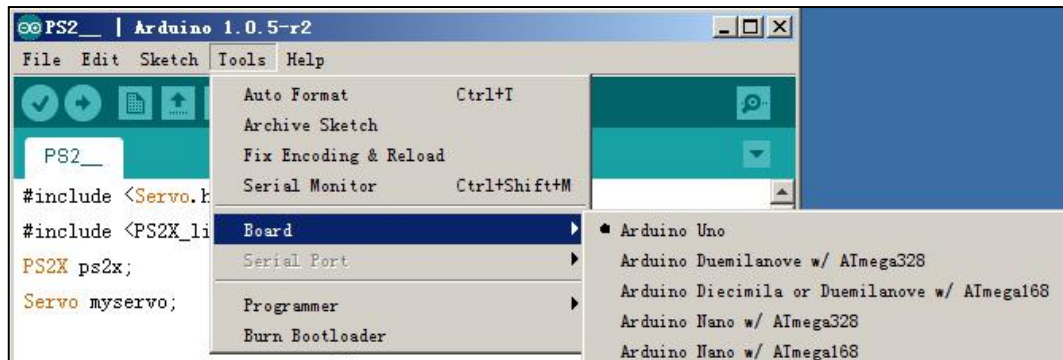 PS2__ | Arduino 1.0.5-r2
File Edit Sketch Tools Help
Auto Format Ctrl+T
Archive Sketch
Fix Encoding & Reload
Serial Monitor Ctrl+Shift+M
Board
Serial Port
Programmer
Burn Bootloader
PS2__
#include <Servo.h
#include <PS2X_li
PS2X ps2x;
Servo myservo;
Arduino Uno
Arduino Duemilanove w/ ATmega328
Arduino Diecimila or Duemilanove w/ ATmega168
Arduino Nano w/ ATmega328
Arduino Nano w/ ATmega168